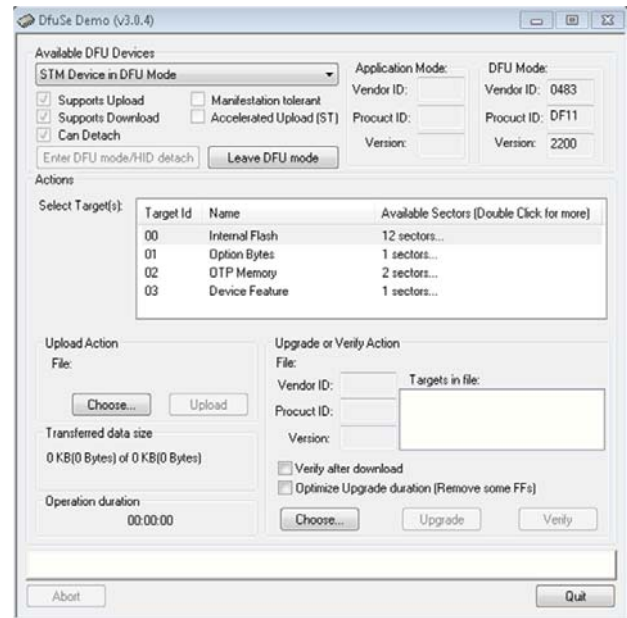 DfuSe Demo (v3.0.4)
Available DFU Devices
STM Device in DFU Mode
Supports Upload
Manifestation tolerant
Supports Download
Accelerated Upload (ST)
Can Detach
Enter DFU mode/HID detach
Leave DFU mode
Application Mode:
Vendor ID:
Procuct ID:
Version:
DFU Mode:
Vendor ID: 0483
Procuct ID: DF11
Version: 2200
Actions
Select Target(s):
Target Id Name Available Sectors (Double Click for more)
00 Internal Flash 12 sectors...
01 Option Bytes 1 sectors...
02 OTP Memory 2 sectors...
03 Device Feature 1 sectors...
Upload Action
File:
Choose... Upload
Transferred data size
0 KB(0 Bytes) of 0 KB(0 Bytes)
Operation duration
00:00:00
Upgrade or Verify Action
File:
Vendor ID:
Targets in file:
Procuct ID:
Version:
Verify after download
Optimize Upgrade duration (Remove some FFs)
Choose... Upgrade Verify
Abort Quit